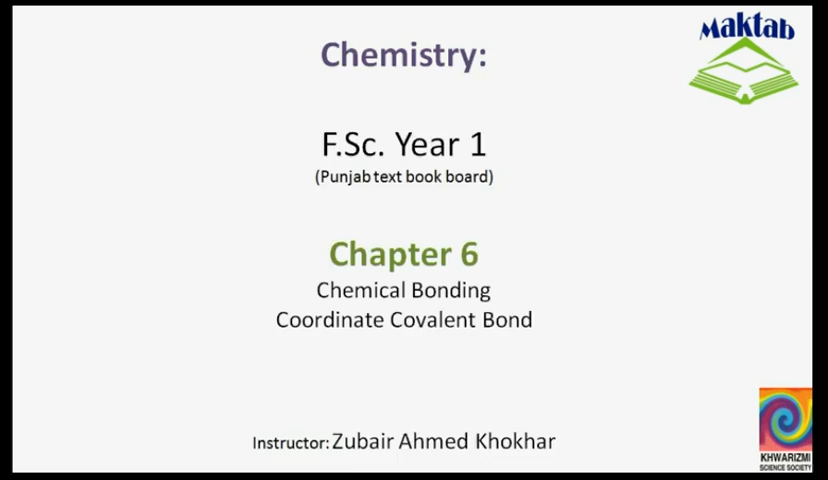 Maktab
Chemistry:
F.Sc. Year 1
(Punjab text book board)
Chapter 6
Chemical Bonding
Coordinate Covalent Bond
Instructor: Zubair Ahmed Khokhar
KHWARIZMI
SCIENCE SOCIETY